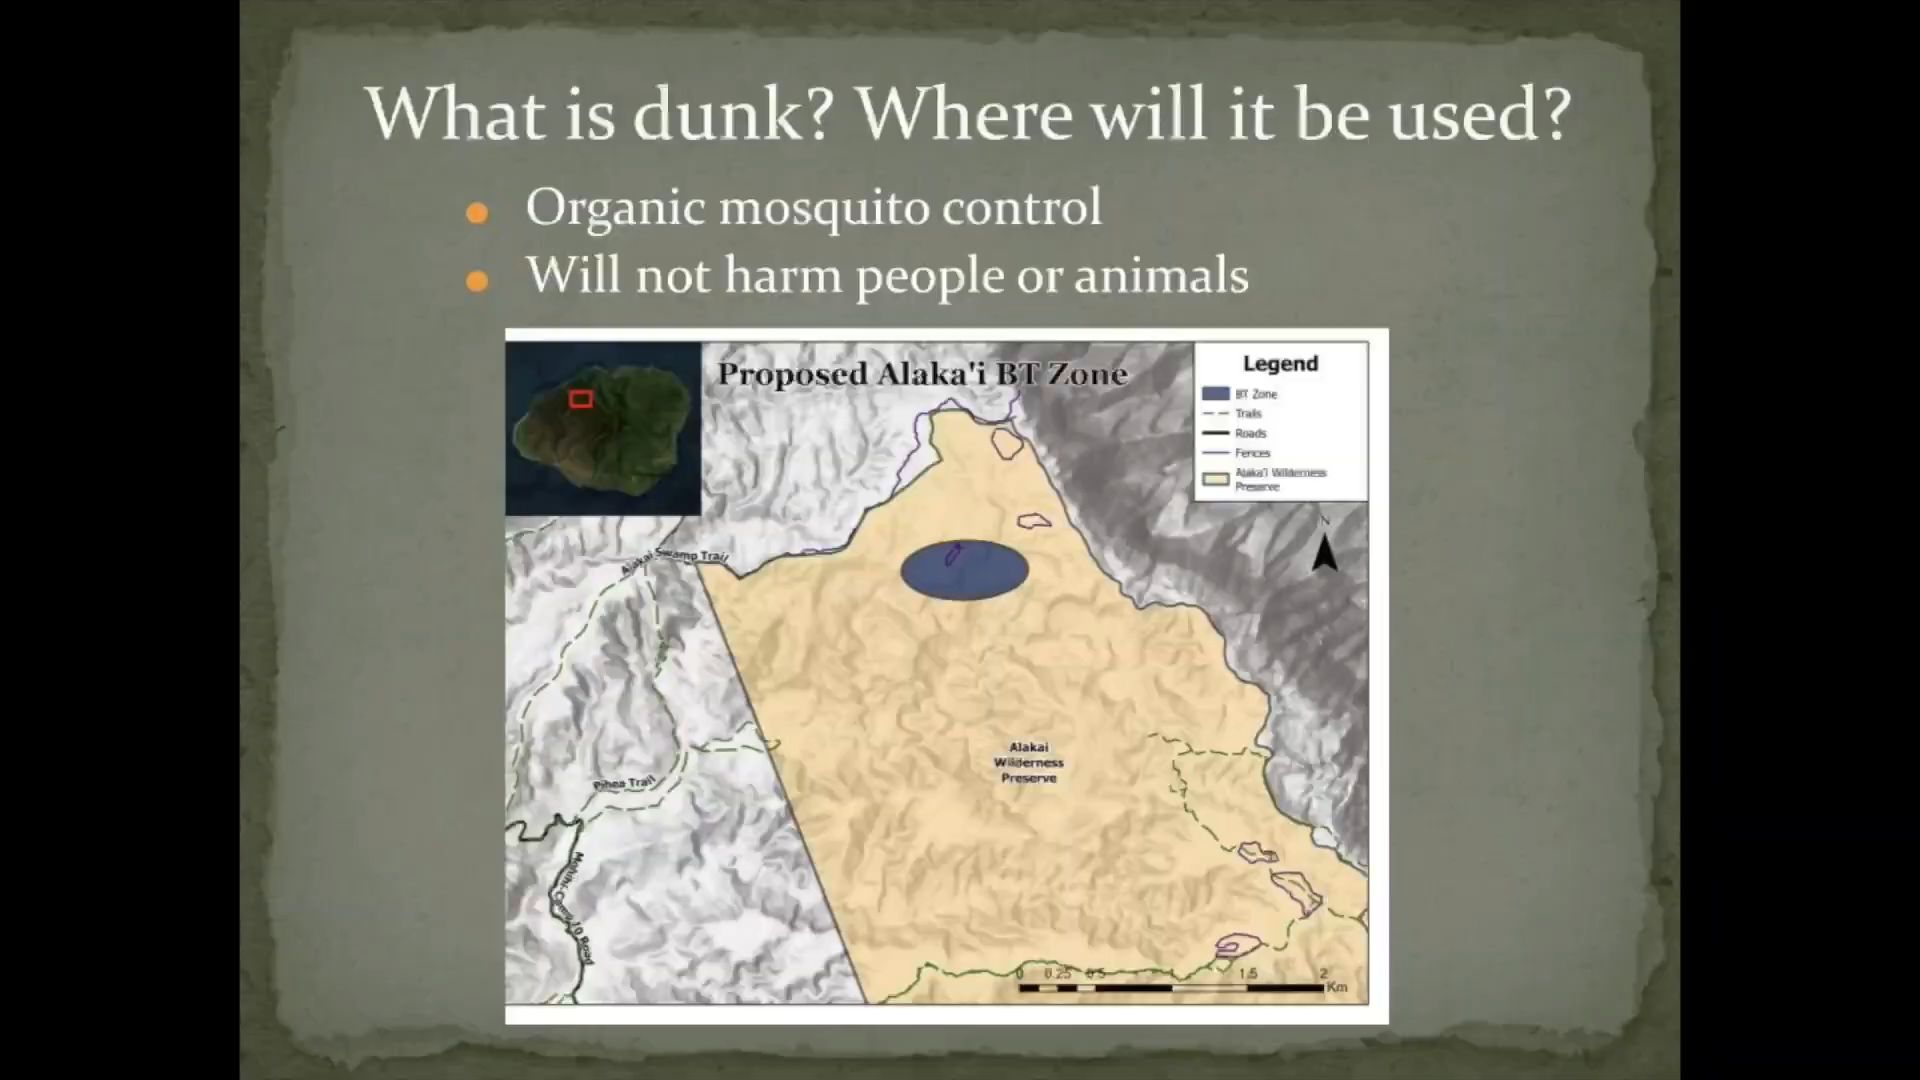 What is dunk? Where will it be used?
Organic mosquito control
Will not harm people or animals
Proposed Alaka'i BT Zone
Legend
BT Zone
Trails
Roads
Fences
Alaka'i Wilderness
Preserve
N
Alakai Swamp Trail
Alakai
Wilderness
Preserve
Pihea Trail
Road
0 0.25 0.5 1 1.5 2
Km